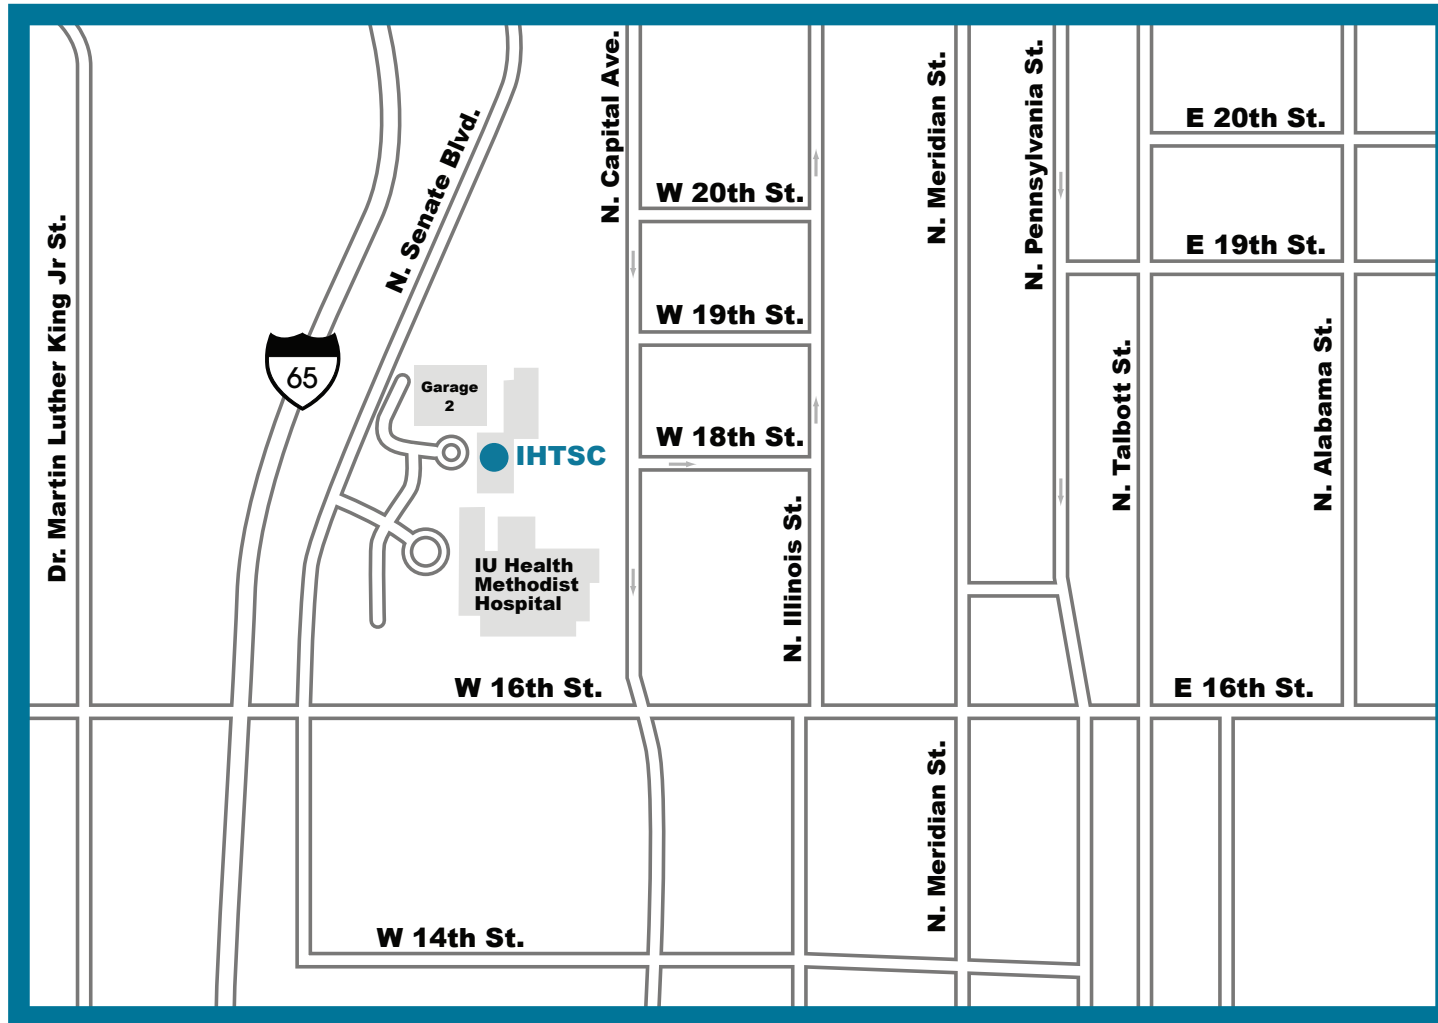 N. Capital Ave.
N. Meridian St.
N. Pennsylvania St.
E 20th St.
N. Senate Blvd.
W 20th St.
Dr. Martin Luther King Jr St.
E 19th St.
W 19th St.
65
Garage
2
N. Talbott St.
N. Alabama St.
W 18th St.
IHTSC
N. Illinois St.
IU Health
Methodist
Hospital
W 16th St.
E 16th St.
N. Meridian St.
W 14th St.